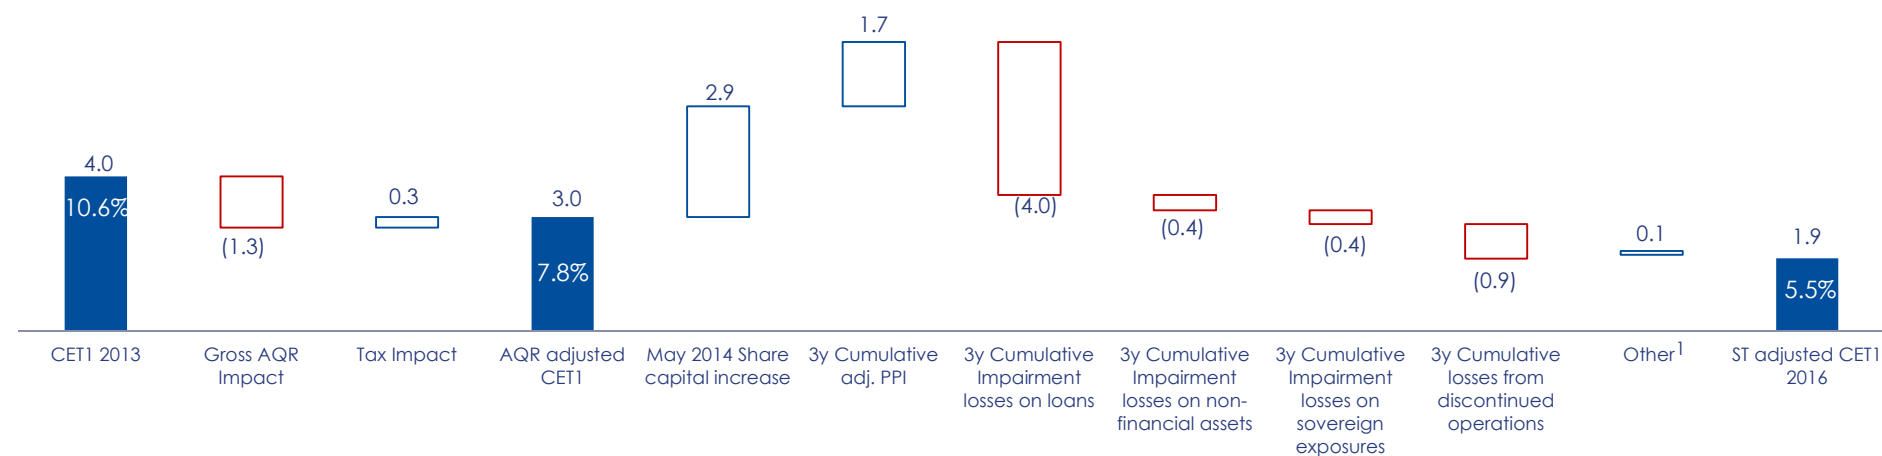 1.7
2.9
4.0
10.6%
(1.3)
0.3
3.0
7.8%
(4.0)
(0.4)
(0.4)
(0.9)
0.1
1.9
5.5%
CET1 2013
Gross AQR
Impact
Tax Impact
AQR adjusted
CET1
May 2014 Share
capital increase
3y Cumulative
adj. PPI
3y Cumulative
Impairment
losses on loans
3y Cumulative
Impairment
losses on non-
financial assets
3y Cumulative
Impairment
losses on
sovereign
exposures
3y Cumulative
losses from
discontinued
operations
Other1
ST adjusted CET1
2016